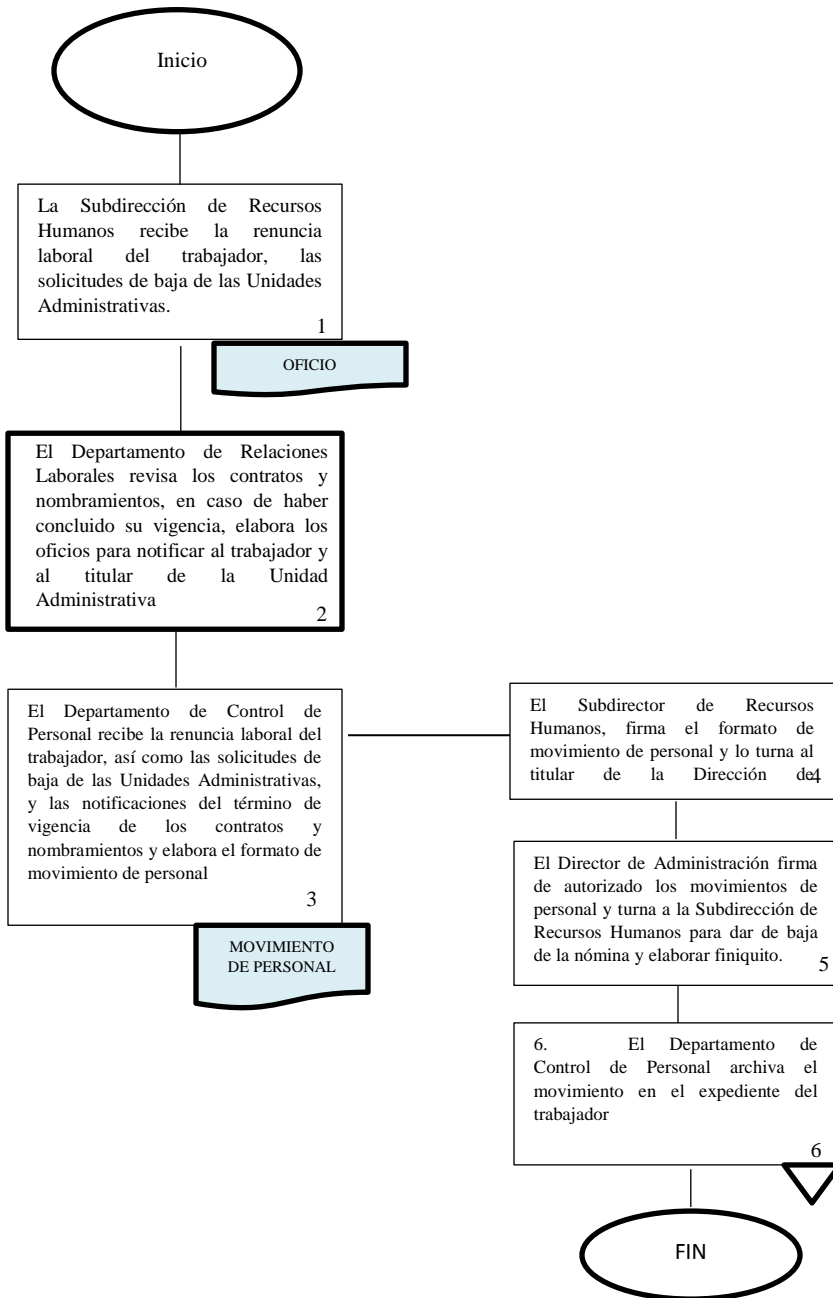 Inicio
La Subdirección de Recursos
Humanos recibe la renuncia
laboral del trabajador, las
solicitudes de baja de las Unidades
Administrativas.
1
OFICIO
El Departamento de Relaciones
Laborales revisa los contratos y
nombramientos, en caso de haber
concluido su vigencia, elabora los
oficios para notificar al trabajador y
al titular de la Unidad
Administrativa
2
El Departamento de Control de
Personal recibe la renuncia laboral del
trabajador, así como las solicitudes de
baja de las Unidades Administrativas,
y las notificaciones del término de
vigencia de los contratos y
nombramientos y elabora el formato de
movimiento de personal
3
MOVIMIENTO
DE PERSONAL
El Subdirector de Recursos
Humanos, firma el formato de
movimiento de personal y lo turna al
titular de la Dirección de
4
El Director de Administración firma
de autorizado los movimientos de
personal y turna a la Subdirección de
Recursos Humanos para dar de baja
de la nómina y elaborar finiquito.
5
6. El Departamento de
Control de Personal archiva el
movimiento en el expediente del
trabajador
6
FIN